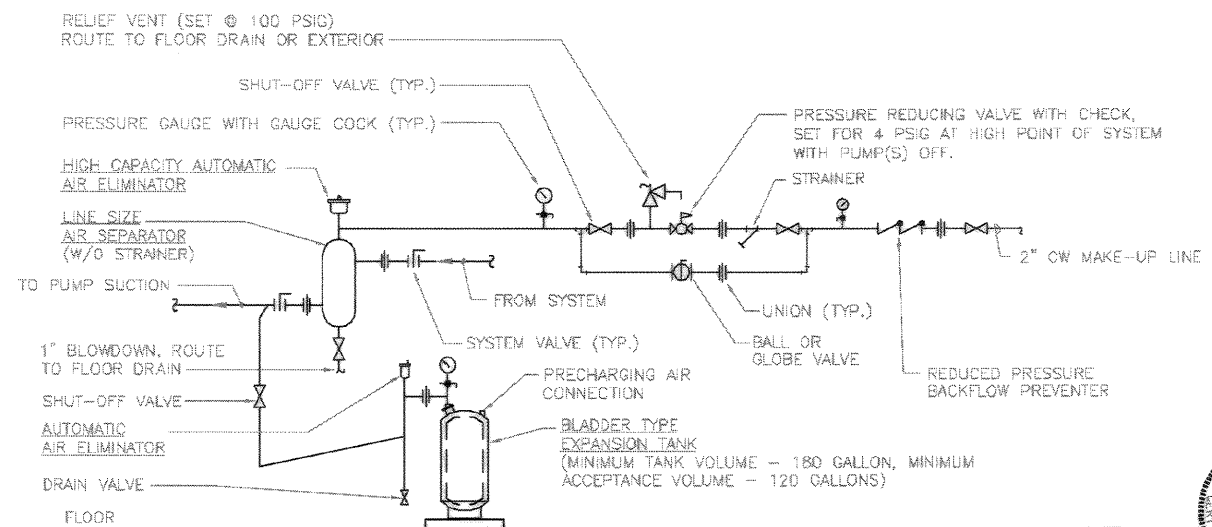 RELIEF VENT (SET @ 100 PSIG)
ROUTE TO FLOOR DRAIN OR EXTERIOR
SHUT-OFF VALVE (TYP.)
PRESSURE GAUGE WITH GAUGE COCK (TYP.)
PRESSURE REDUCING VALVE WITH CHECK,
SET FOR 4 PSIG AT HIGH POINT OF SYSTEM
WITH PUMP(S) OFF.
HIGH CAPACITY AUTOMATIC
AIR ELIMINATOR
STRAINER
LINE SIZE
AIR SEPARATOR
(W/O STRAINER)
2" CW MAKE-UP LINE
TO PUMP SUCTION
FROM SYSTEM
UNION (TYP.)
SYSTEM VALVE (TYP.)
BALL OR
GLOBE VALVE
1" BLOWDOWN, ROUTE
TO FLOOR DRAIN
PRECHARGING AIR
CONNECTION
REDUCED PRESSURE
BACKFLOW PREVENTER
SHUT-OFF VALVE
AUTOMATIC
AIR ELIMINATOR
BLADDER TYPE
EXPANSION TANK
(MINIMUM TANK VOLUME - 180 GALLON, MINIMUM
ACCEPTANCE VOLUME - 120 GALLONS)
DRAIN VALVE
FLOOR